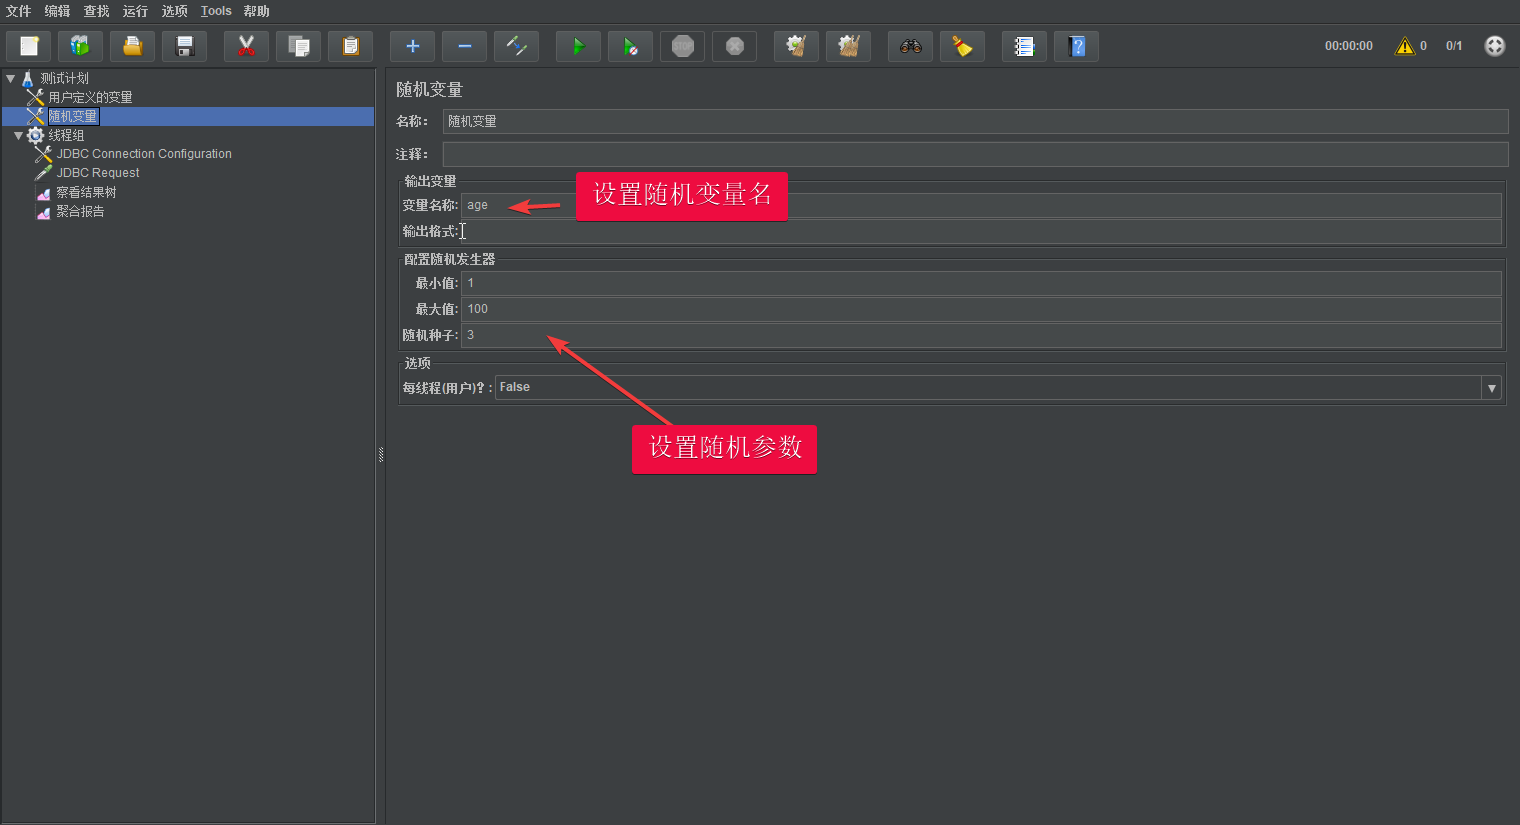 文件 编辑 查找 运行 选项 Tools 帮助
STOP
00:00:00 0 0/1
测试计划
用户定义的变量
随机变量
线程组
JDBC Connection Configuration
JDBC Request
察看结果树
聚合报告
随机变量
名称： 随机变量
注释：
输出变量
设置随机变量名
变量名称: age
输出格式:
配置随机发生器
最小值: 1
最大值: 100
随机种子: 3
选项
每线程(用户)？: False
设置随机参数